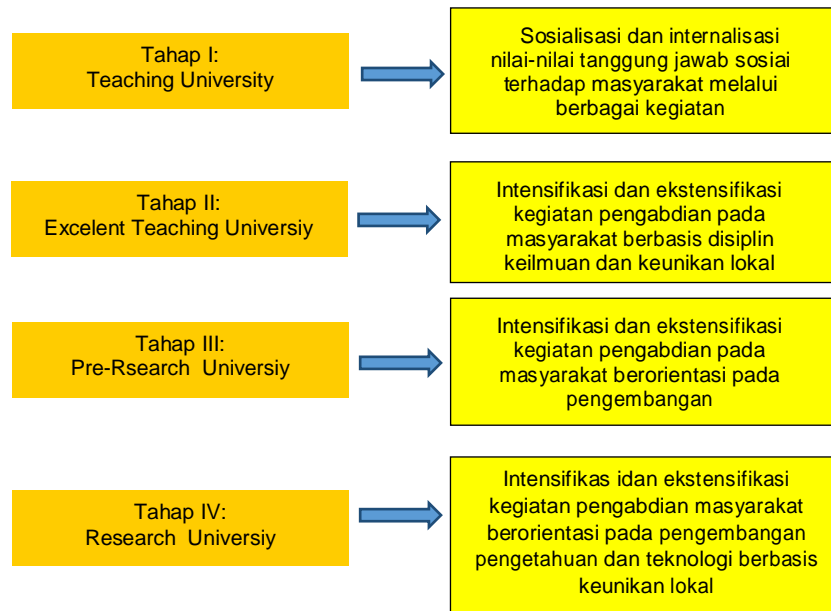 Tahap I:
Teaching University
Sosialisasi dan internalisasi
nilai-nilai tanggung jawab sosiai
terhadap masyarakat melalui
berbagai kegiatan
Tahap II:
Excelent Teaching Universiy
Intensifikasi dan ekstensifikasi
kegiatan pengabdian pada
masyarakat berbasis disiplin
keilmuan dan keunikan lokal
Tahap III:
Pre-Rsearch Universiy
Intensifikasi dan ekstensifikasi
kegiatan pengabdian pada
masyarakat berorientasi pada
pengembangan
Tahap IV:
Research Universiy
Intensifikas idan ekstensifikasi
kegiatan pengabdian masyarakat
berorientasi pada pengembangan
pengetahuan dan teknologi berbasis
keunikan lokal